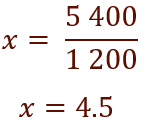 x = 5 400 / 1 200
x = 4.5